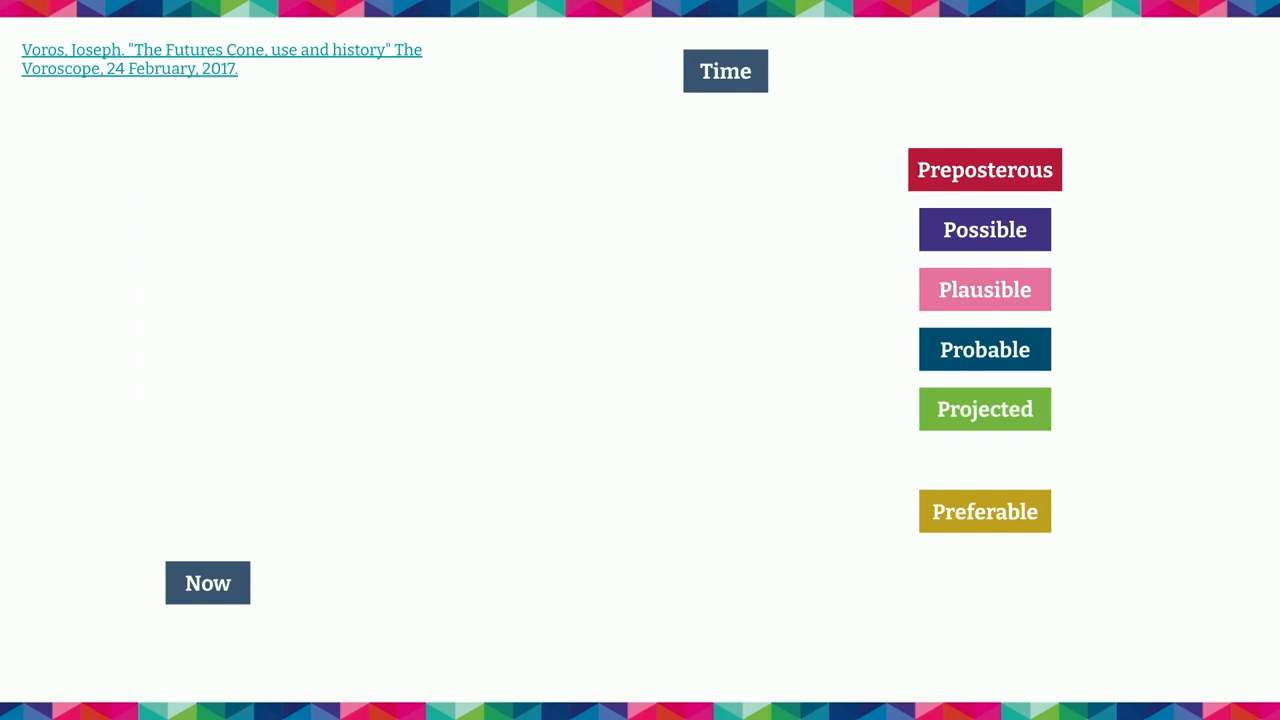 Voros, Joseph. "The Futures Cone, use and history" The
Voroscope, 24 February, 2017.
Time
Preposterous
Possible
Plausible
Probable
Projected
Preferable
Now